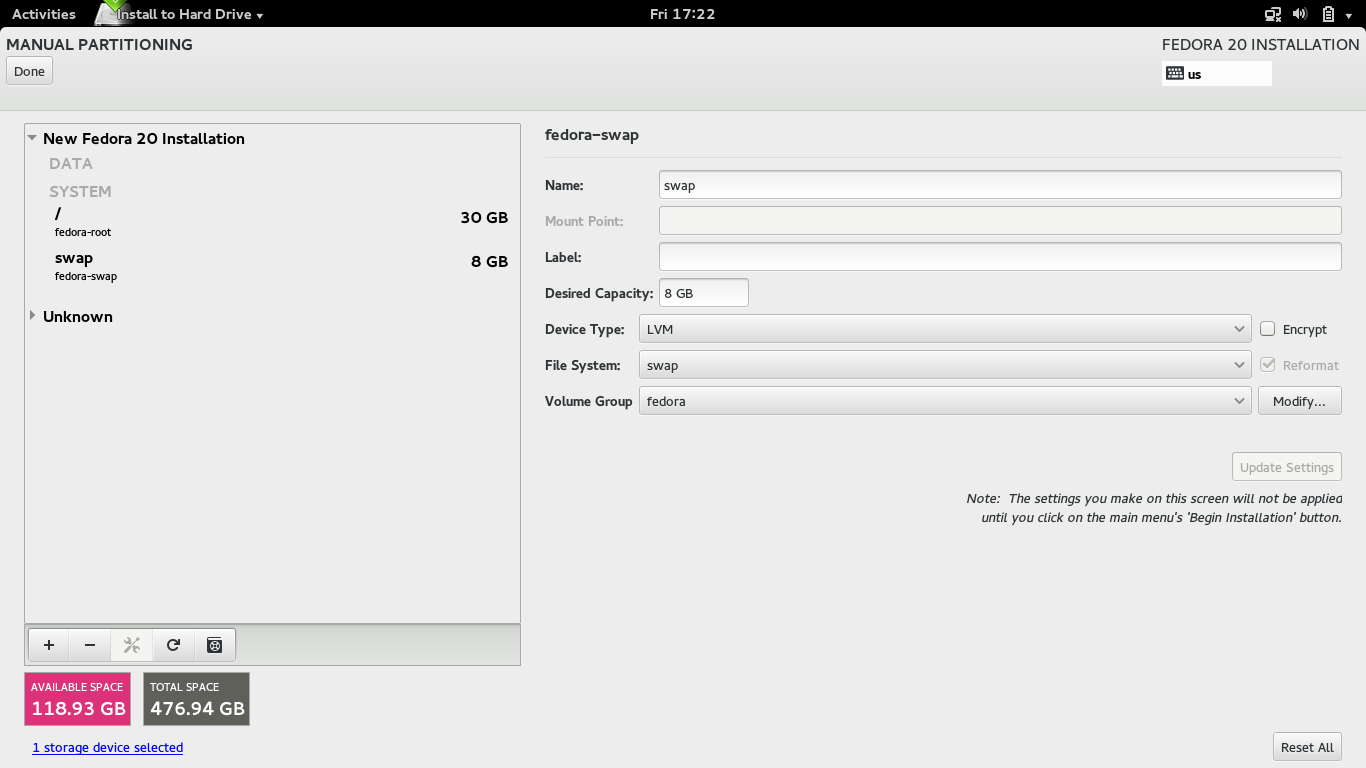 Activities Install to Hard Drive Fri 17:22
MANUAL PARTITIONING FEDORA 20 INSTALLATION
Done us
New Fedora 20 Installation
DATA
SYSTEM
/ 30 GB
fedora-root
swap 8 GB
fedora-swap
Unknown
AVAILABLE SPACE
118.93 GB
TOTAL SPACE
476.94 GB
1 storage device selected
fedora-swap
Name: swap
Mount Point:
Label:
Desired Capacity: 8 GB
Device Type: LVM Encrypt
File System: swap Reformat
Volume Group fedora Modify...
Update Settings
Note: The settings you make on this screen will not be applied
until you click on the main menu's 'Begin Installation' button.
Reset All